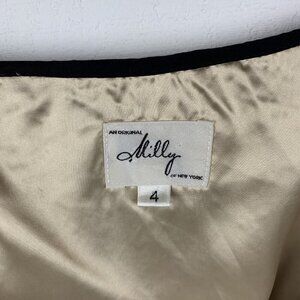 AN ORIGINAL
Milly
OF NEW YORK
4